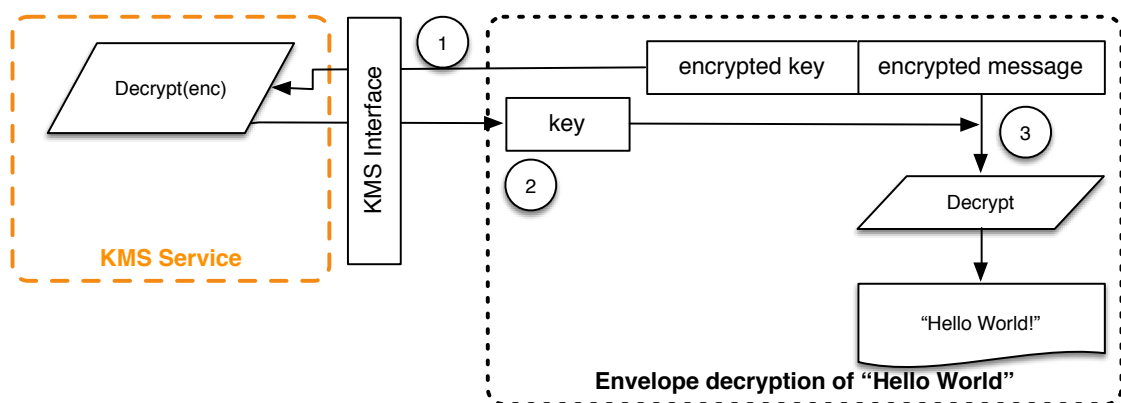 1
encrypted key
encrypted message
Decrypt(enc)
KMS Interface
key
3
2
Decrypt
KMS Service
“Hello World!”
Envelope decryption of “Hello World”